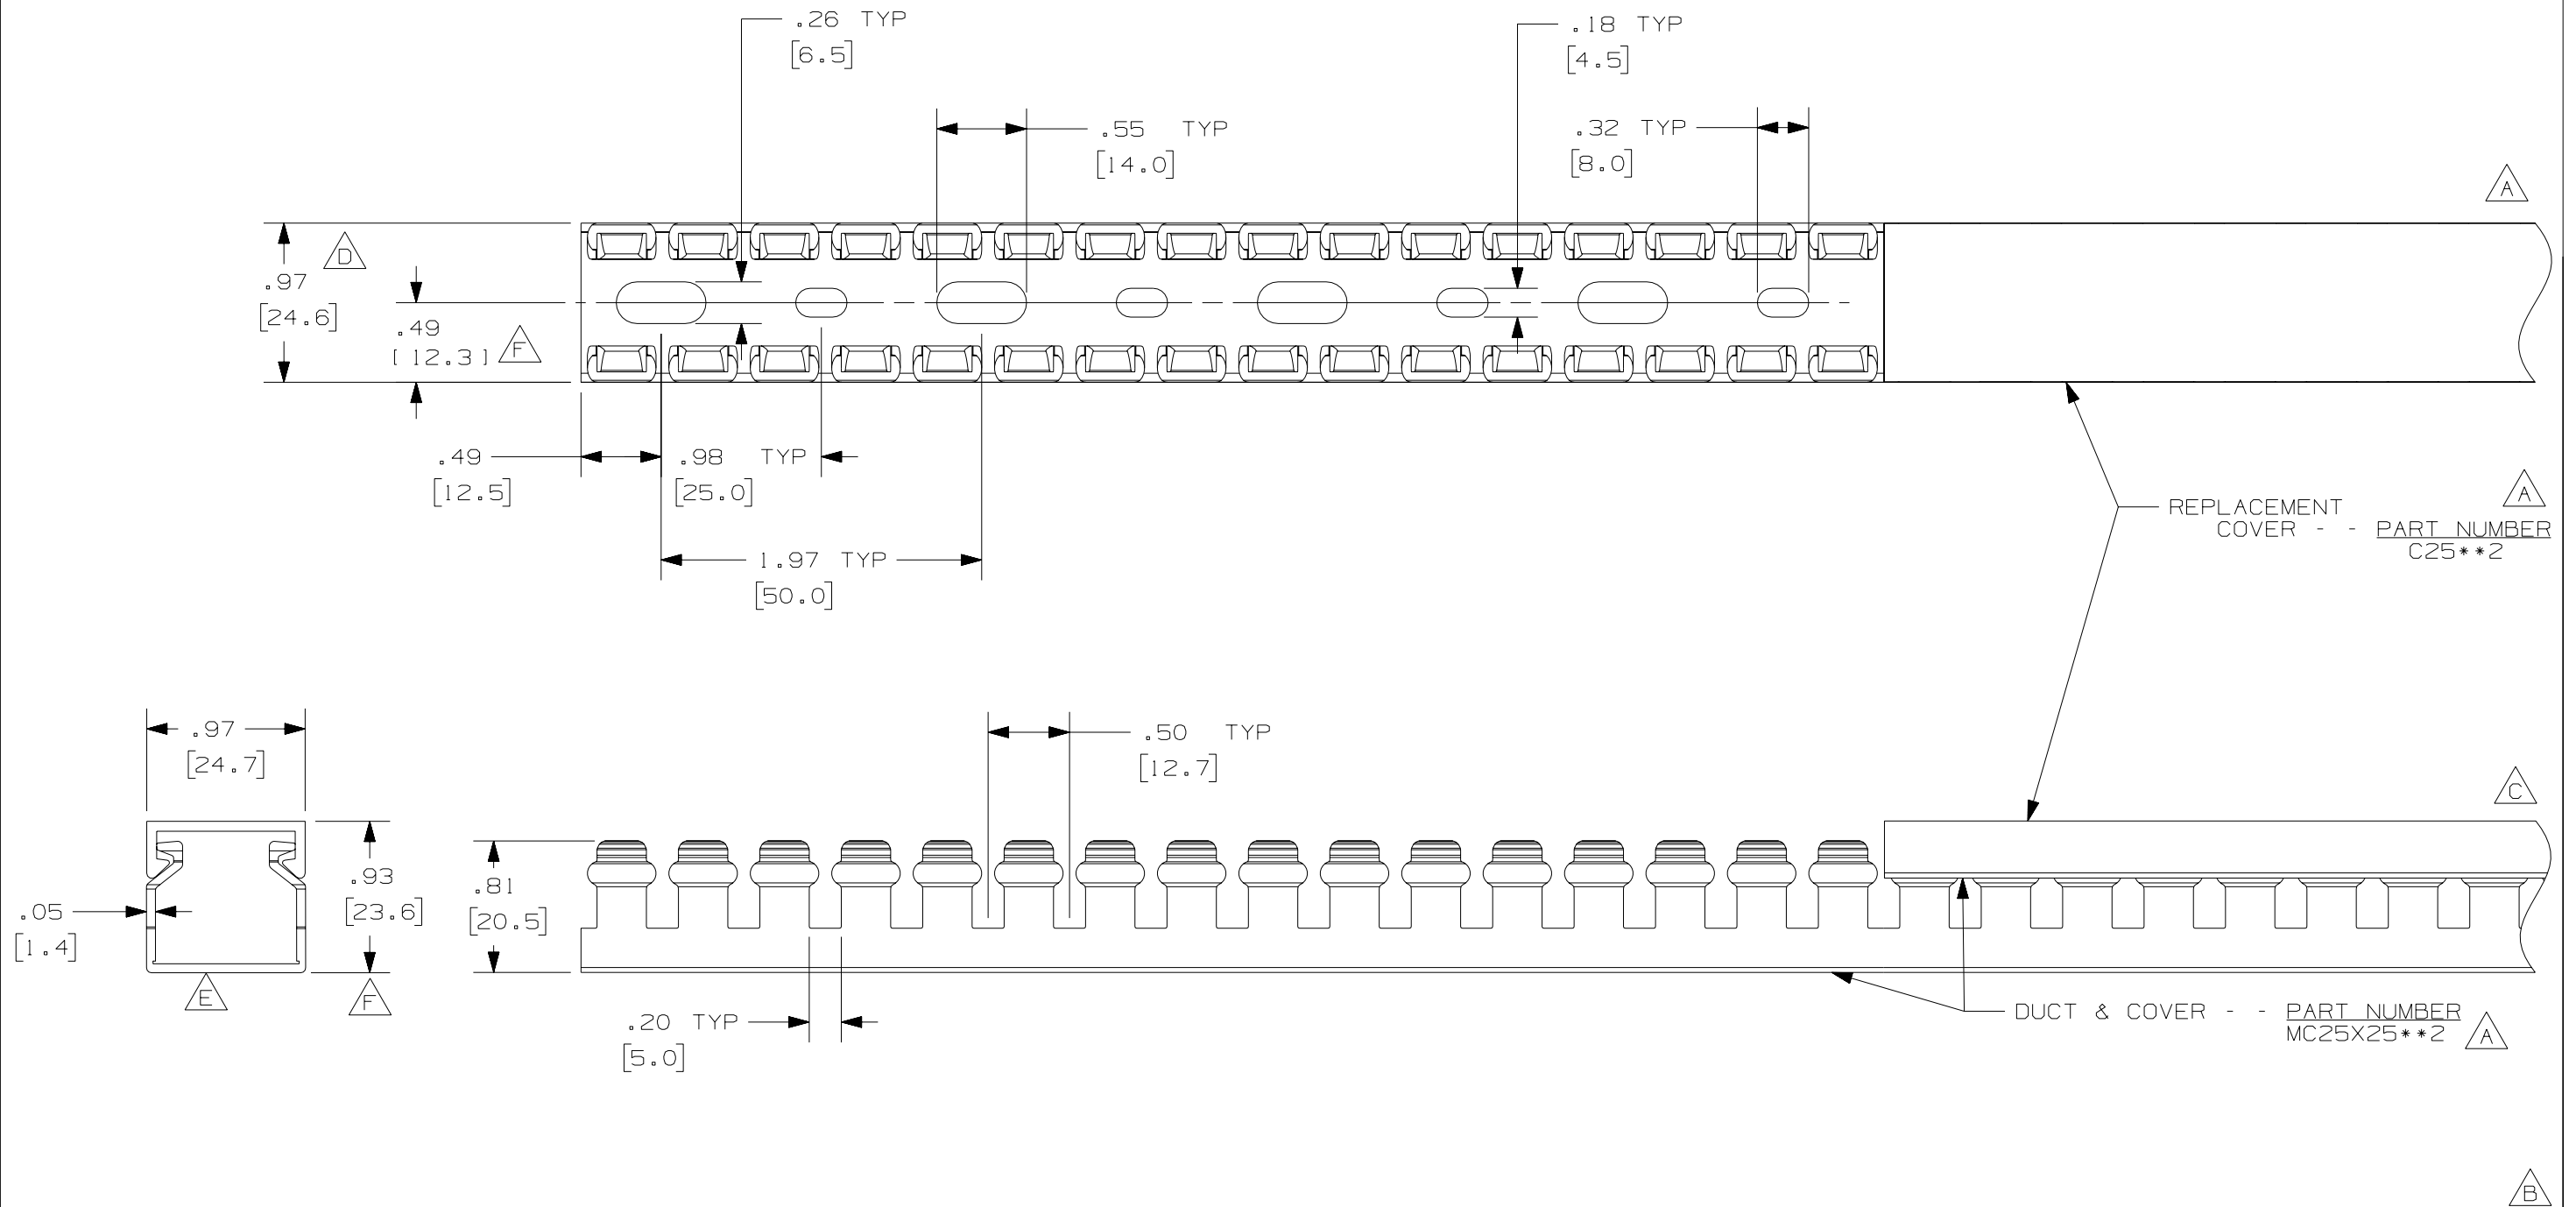 .26 TYP
[6.5]
.18 TYP
[4.5]
.55 TYP
[14.0]
.32 TYP
[8.0]
A
D
.97
[24.6]
.49
[12.3]
F
.49
[12.5]
.98 TYP
[25.0]
1.97 TYP
[50.0]
A
REPLACEMENT
COVER - - PART NUMBER
C25**2
.97
[24.7]
.50 TYP
[12.7]
C
.93
[23.6]
.81
[20.5]
.05
[1.4]
E
F
.20 TYP
[5.0]
DUCT & COVER - - PART NUMBER
MC25X25**2
A
B